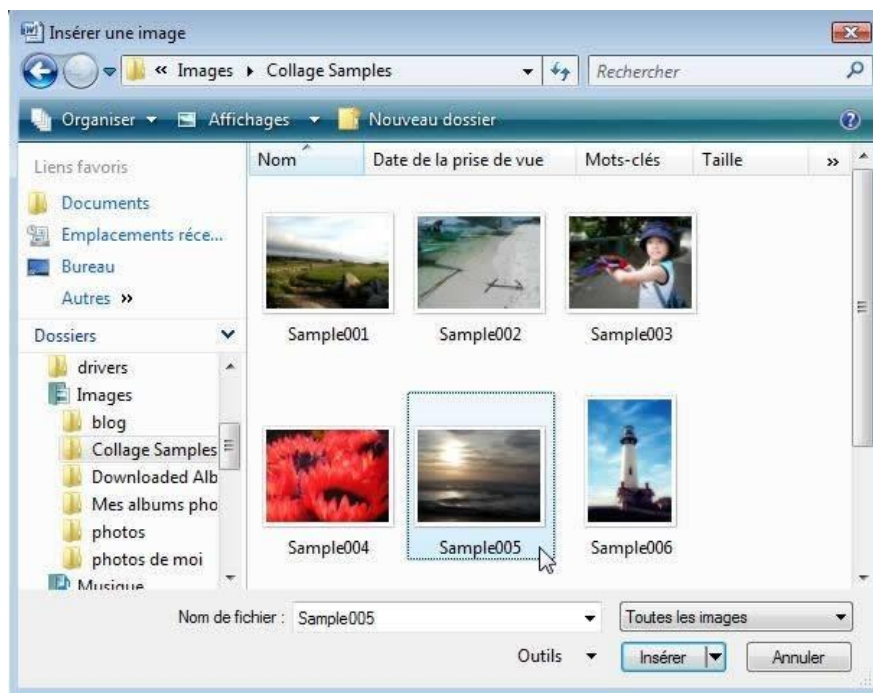 Insérer une image
« Images Collage Samples
Rechercher
Organiser Affichages Nouveau dossier
Liens favoris
Documents
Emplacements réce...
Bureau
Autres »
Dossiers
drivers
Images
blog
Collage Samples
Downloaded Alb
Mes albums pho
photos
photos de moi
Musique
Nom Date de la prise de vue Mots-clés Taille »
Sample001 Sample002 Sample003
Sample004 Sample005 Sample006
Nom de fichier : Sample005 Toutes les images
Outils Insérer Annuler